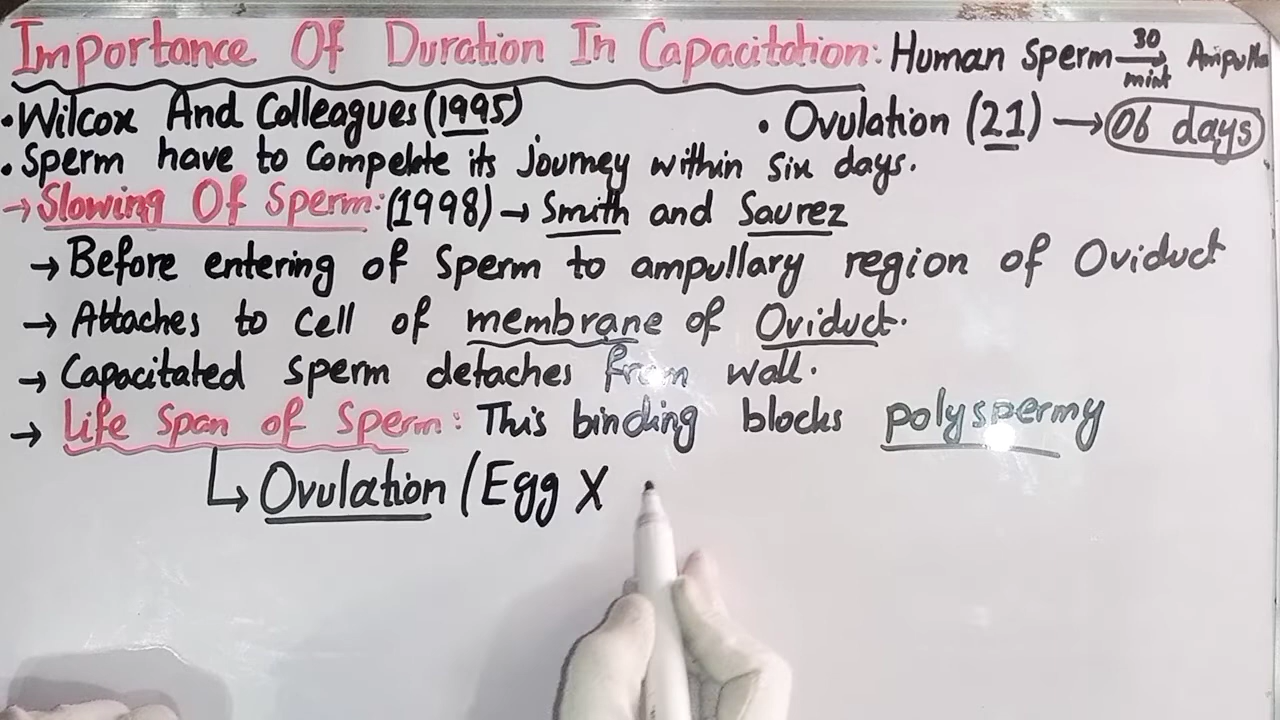 Importance Of Duration In Capacitation: Human Sperm 30 mint → Ampulla
• Wilcox And Colleagues (1995) • Ovulation (21) → 06 days
• Sperm have to Compelete its journey within six days.
→ Slowing Of Sperm: (1998) → Smith and Saurez
→ Before entering of Sperm to ampullary region of Oviduct
→ Attaches to Cell of membrane of Oviduct.
→ Capacitated sperm detaches from wall.
→ Life Span of Sperm: This binding blocks polyspermy
↳ Ovulation (Egg X